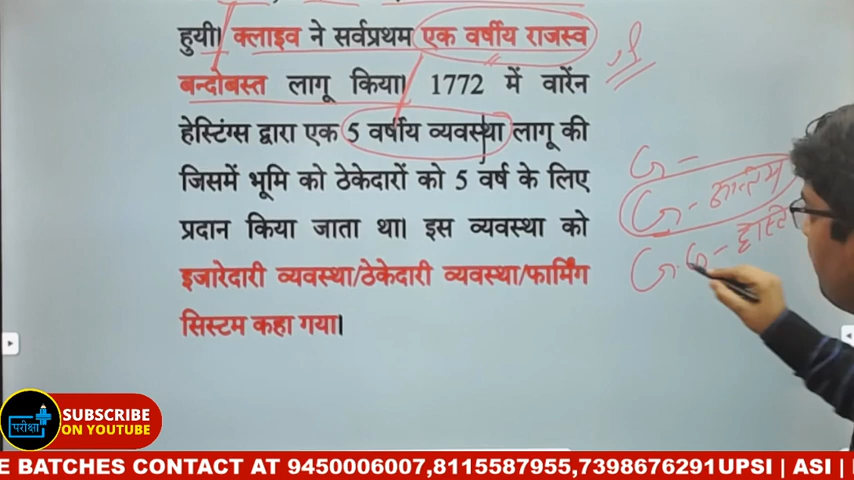 हुयी। क्लाइव ने सर्वप्रथम एक वर्षीय राजस्व
बन्दोबस्त लागू किया। 1772 में वारेंन
हेस्टिंग्स द्वारा एक 5 वर्षीय व्यवस्था लागू की
जिसमें भूमि को ठेकेदारों को 5 वर्ष के लिए
प्रदान किया जाता था। इस व्यवस्था को
इजारेदारी व्यवस्था/ठेकेदारी व्यवस्था/फार्मिंग
सिस्टम कहा गया।
G -
G -
G.G -
परीक्षा
SUBSCRIBE
ON YOUTUBE
E BATCHES CONTACT AT 9450006007,8115587955,7398676291UPSI | ASI |